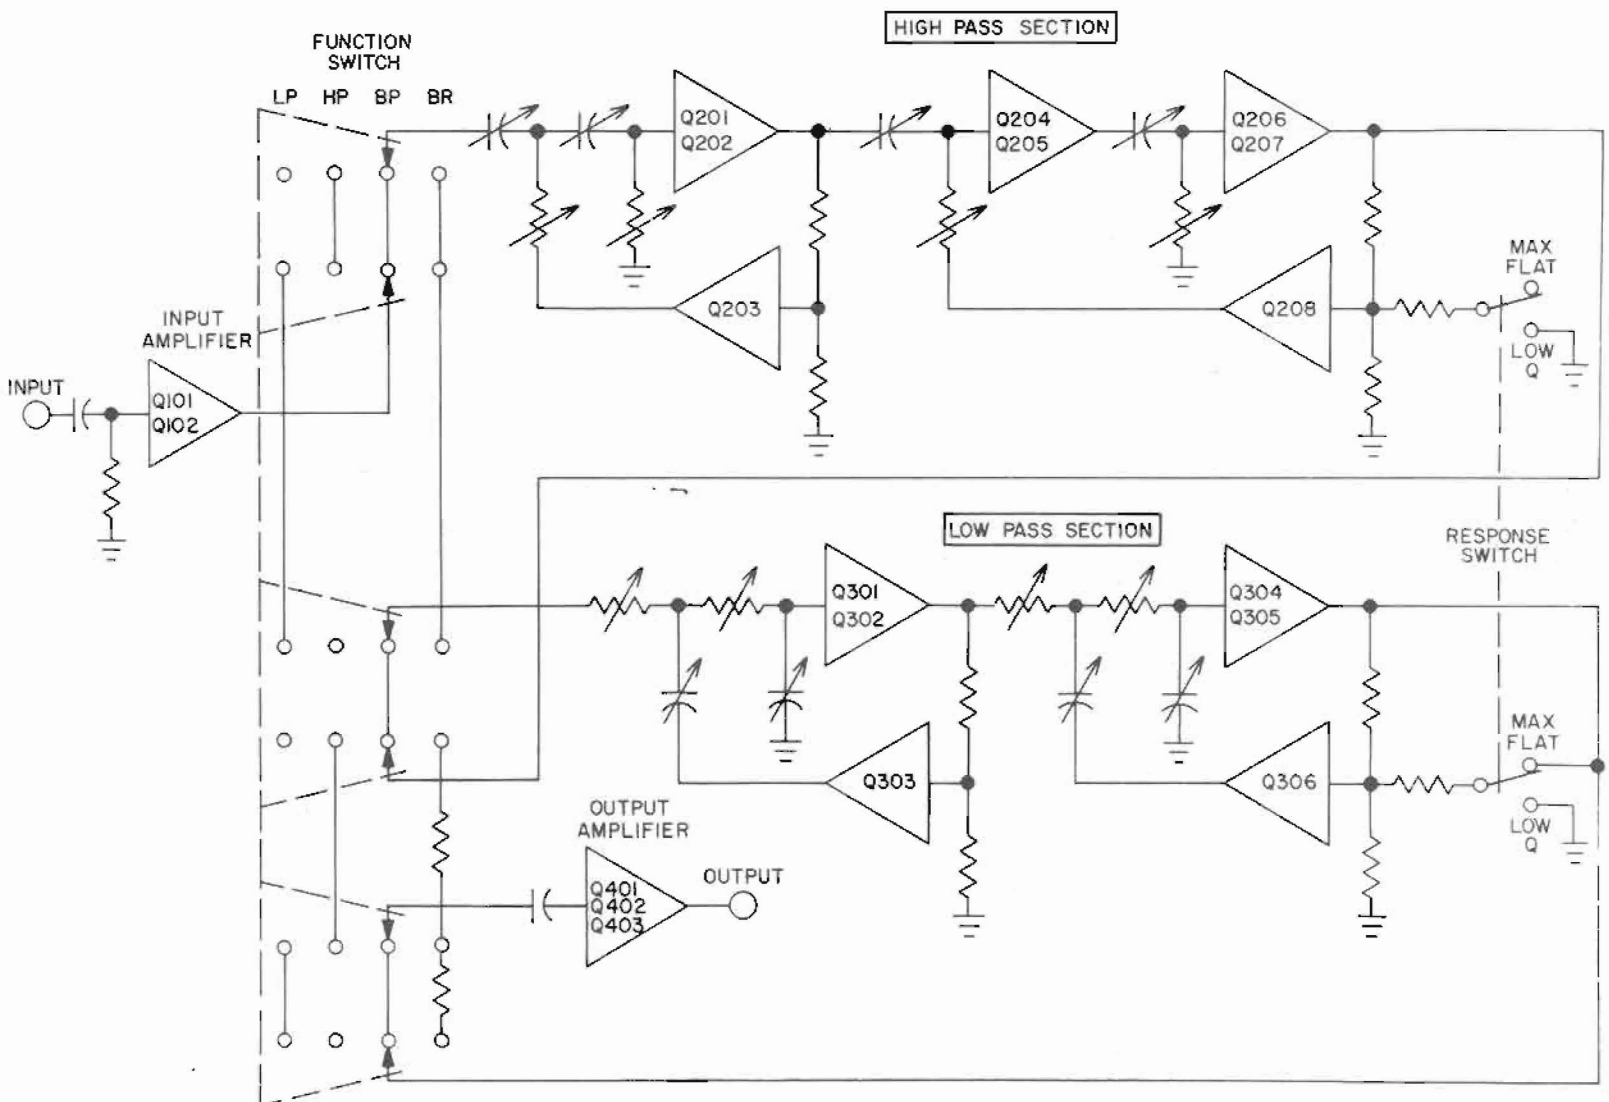 HIGH PASS SECTION
FUNCTION
SWITCH
LP HP BP BR
Q201
Q202
Q204
Q205
Q206
Q207
Q203
Q208
MAX
FLAT
LOW
Q
INPUT
AMPLIFIER
INPUT
Q101
Q102
LOW PASS SECTION
RESPONSE
SWITCH
Q301
Q302
Q304
Q305
Q303
Q306
MAX
FLAT
LOW
Q
OUTPUT
AMPLIFIER
Q401
Q402
Q403
OUTPUT